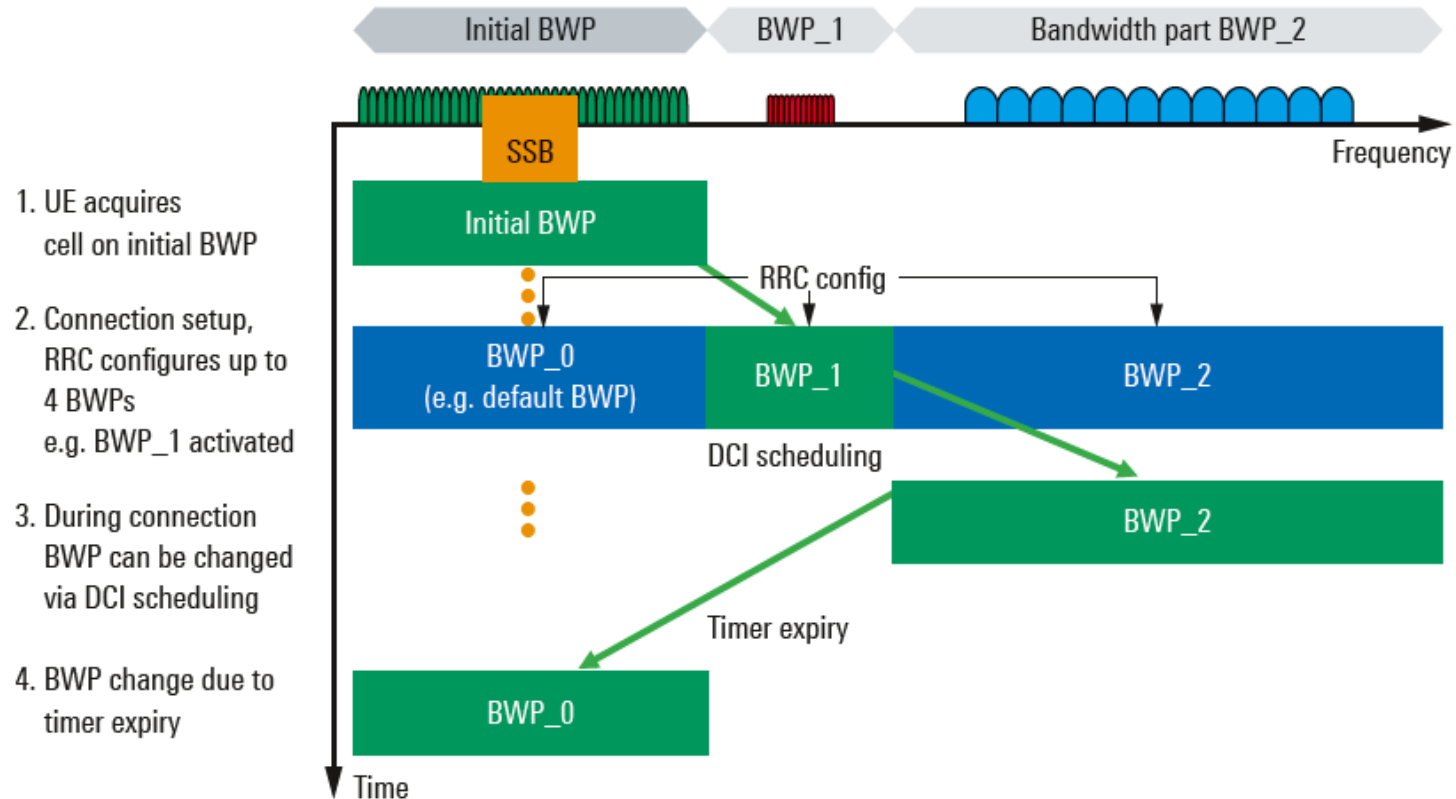 Initial BWP
BWP_1
Bandwidth part BWP_2
Frequency
SSB
1. UE acquires
cell on initial BWP
Initial BWP
RRC config
2. Connection setup,
RRC configures up to
4 BWPs
e.g. BWP_1 activated
BWP_0
(e.g. default BWP)
BWP_1
BWP_2
DCI scheduling
3. During connection
BWP can be changed
via DCI scheduling
BWP_2
Timer expiry
4. BWP change due to
timer expiry
BWP_0
Time